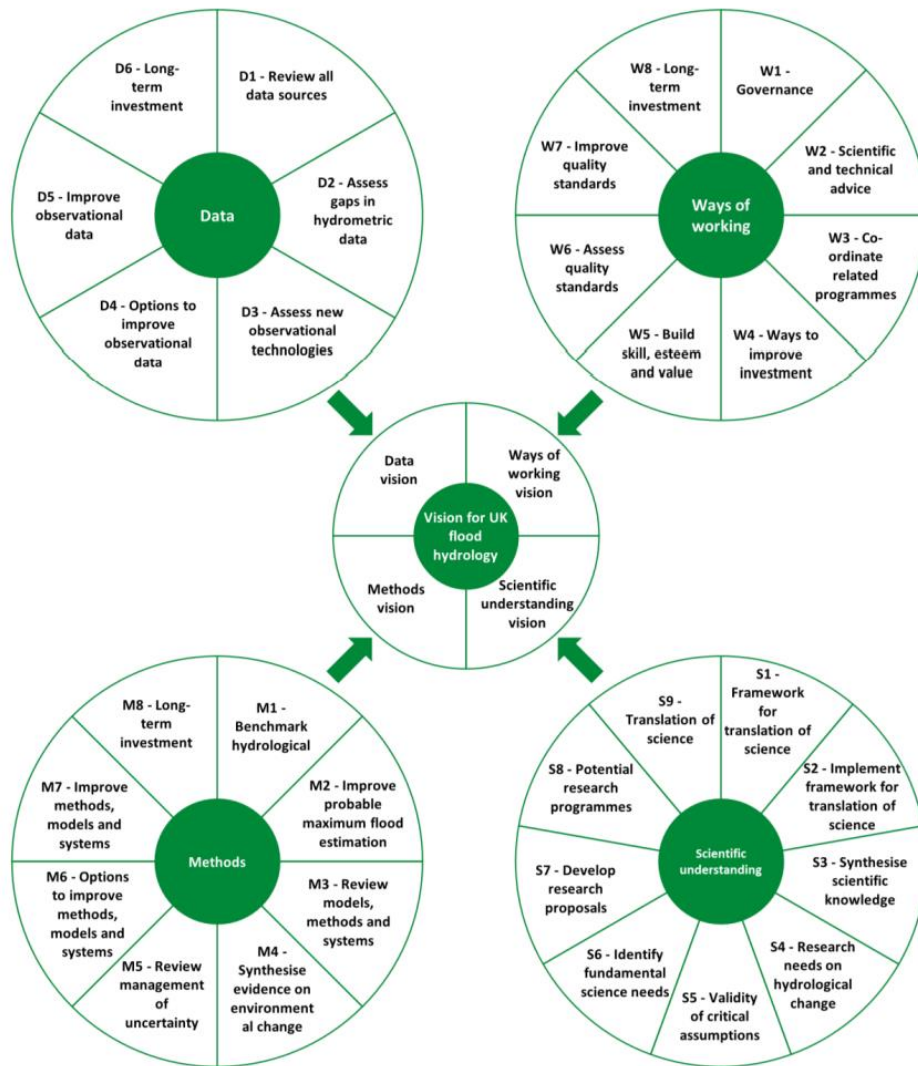 D6 - Long-
term
investment
D1 - Review all
data sources
D2 - Assess
gaps in
hydrometric
data
D3 - Assess new
observational
technologies
D4 - Options to
improve
observational
data
D5 - Improve
observational
data
Data
W8 - Long-
term
investment
W1 -
Governance
W2 - Scientific
and technical
advice
W3 - Co-
ordinate
related
programmes
W4 - Ways to
improve
investment
W5 - Build
skill, esteem
and value
W6 - Assess
quality
standards
W7 - Improve
quality
standards
Ways of
working
Data
vision
Ways of
working
vision
Vision for UK
flood
hydrology
Methods
vision
Scientific
understanding
vision
M8 - Long-
term
investment
M1 -
Benchmark
hydrological
M2 - Improve
probable
maximum flood
estimation
M3 - Review
models,
methods and
systems
M4 -
Synthesise
evidence on
environment
al change
M5 - Review
management
of
uncertainty
M6 - Options
to improve
methods,
models and
systems
M7 - Improve
methods,
models and
systems
Methods
S9 -
Translation of
science
S1 -
Framework
for
translation of
science
S2 - Implement
framework for
translation of
science
S3 - Synthesise
scientific
knowledge
S4 - Research
needs on
hydrological
change
S5 - Validity
of critical
assumptions
S6 - Identify
fundamental
science needs
S7 - Develop
research
proposals
S8 - Potential
research
programmes
Scientific
understanding